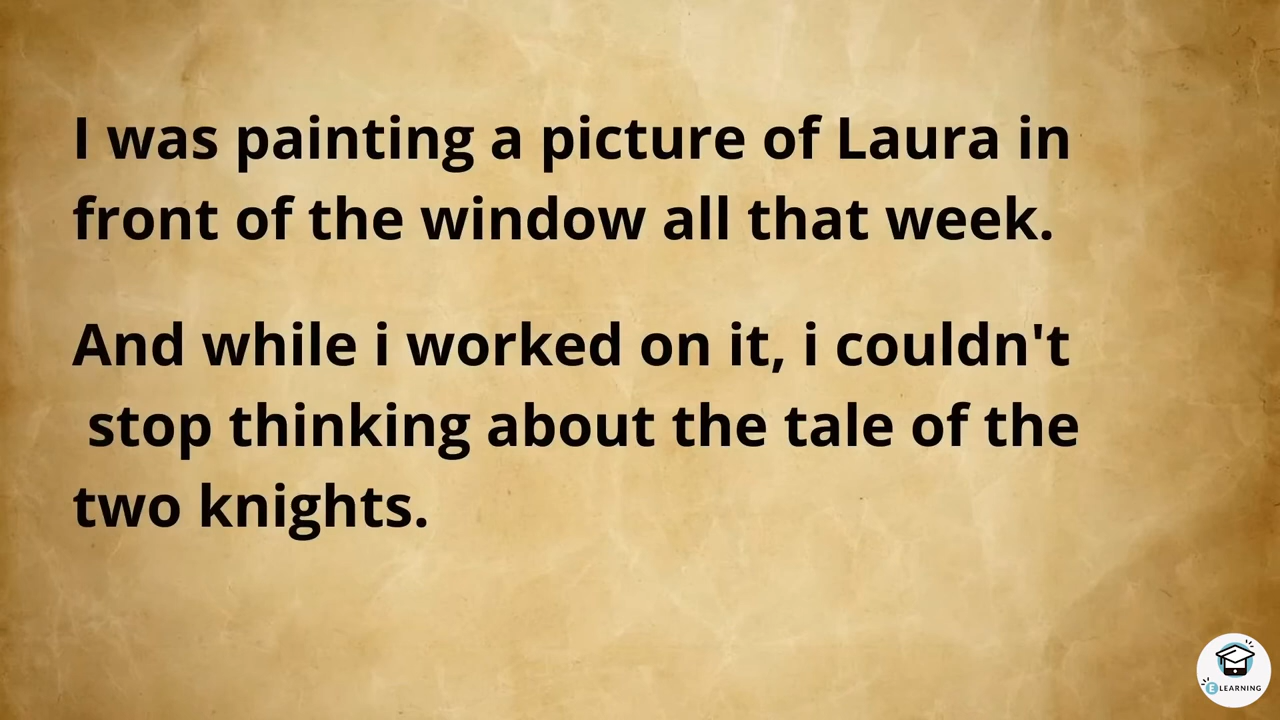 I was painting a picture of Laura in
front of the window all that week.
And while i worked on it, i couldn't
stop thinking about the tale of the
two knights.
E LEARNING